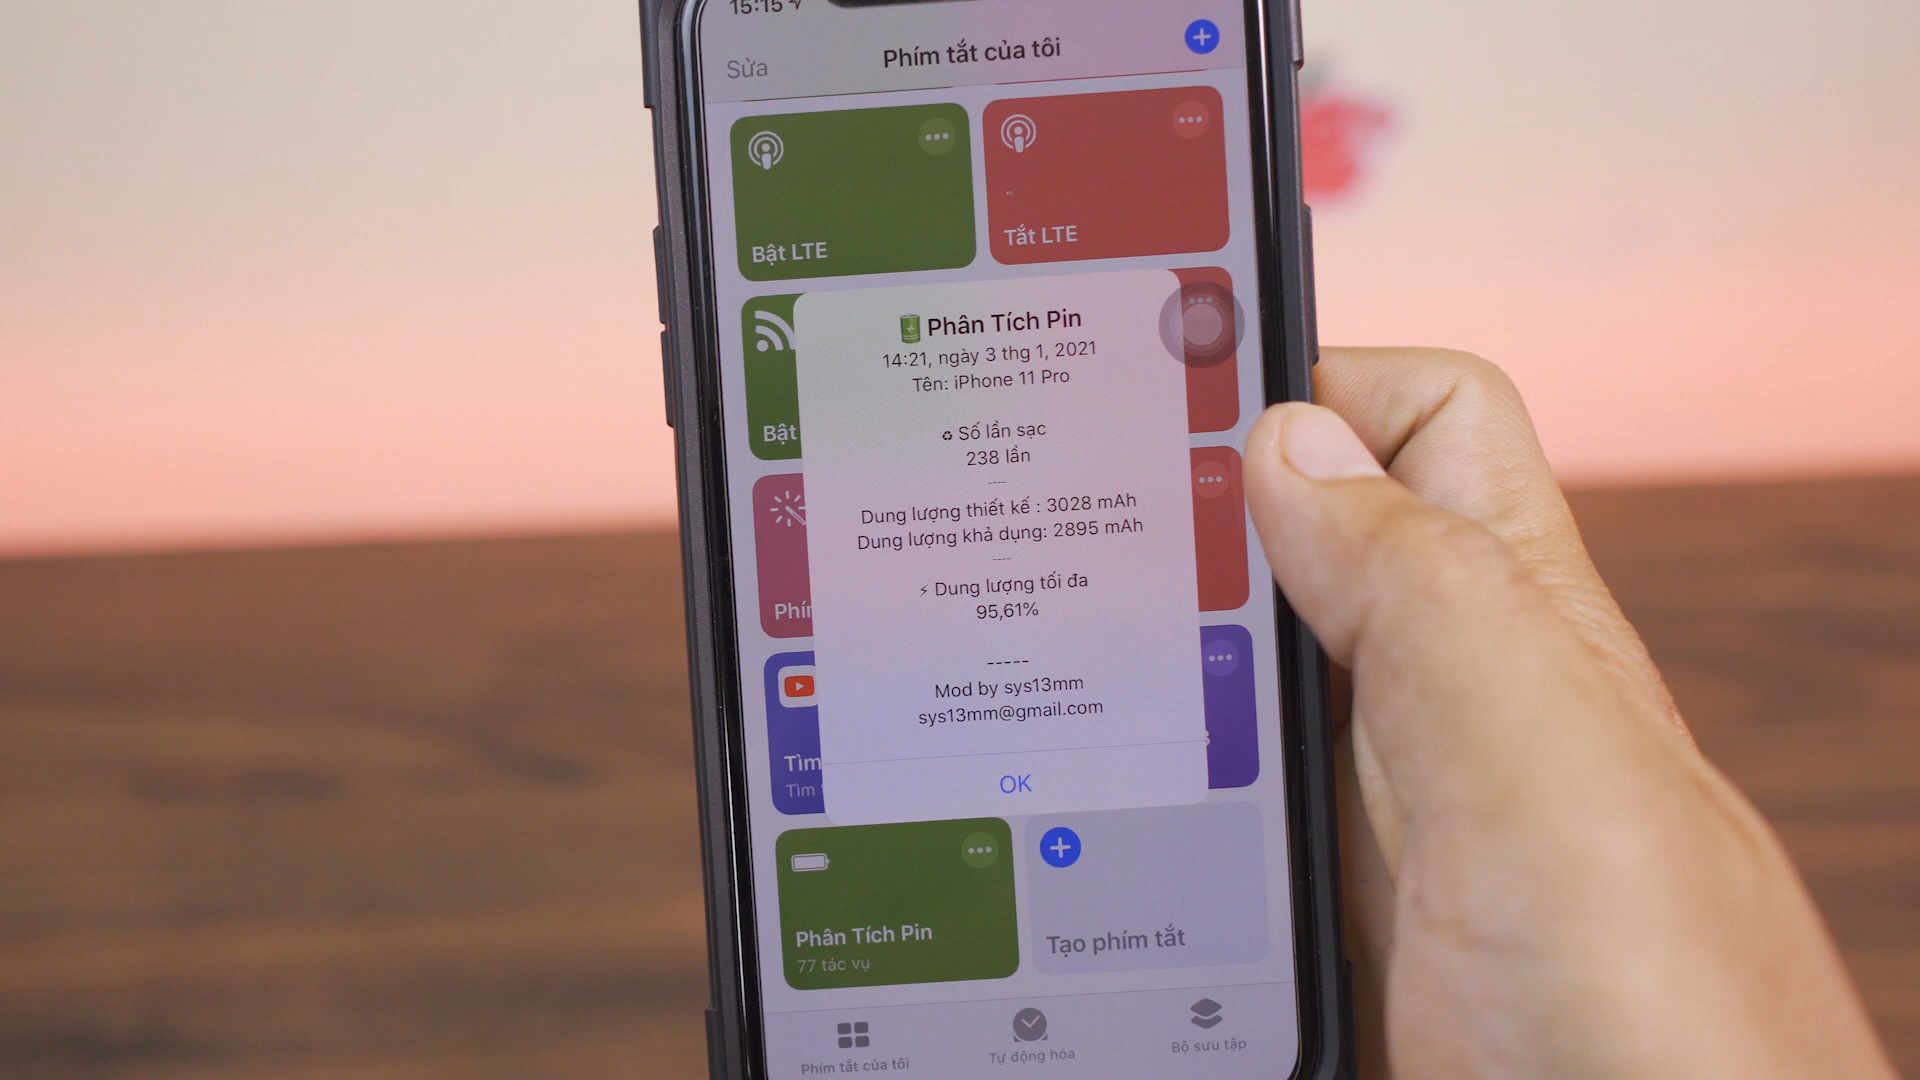 15:15
Sửa
Phím tắt của tôi
Bật LTE
Tắt LTE
Phân Tích Pin
14:21, ngày 3 thg 1, 2021
Tên: iPhone 11 Pro
Bật
♻ Số lần sạc
238 lần
----
Dung lượng thiết kế : 3028 mAh
Dung lượng khả dụng: 2895 mAh
----
⚡ Dung lượng tối đa
95,61%
Phím
-----
Mod by sys13mm
sys13mm@gmail.com
Tìm
Tìm
OK
Phân Tích Pin
77 tác vụ
Tạo phím tắt
Phím tắt của tôi
Tự động hóa
Bộ sưu tập